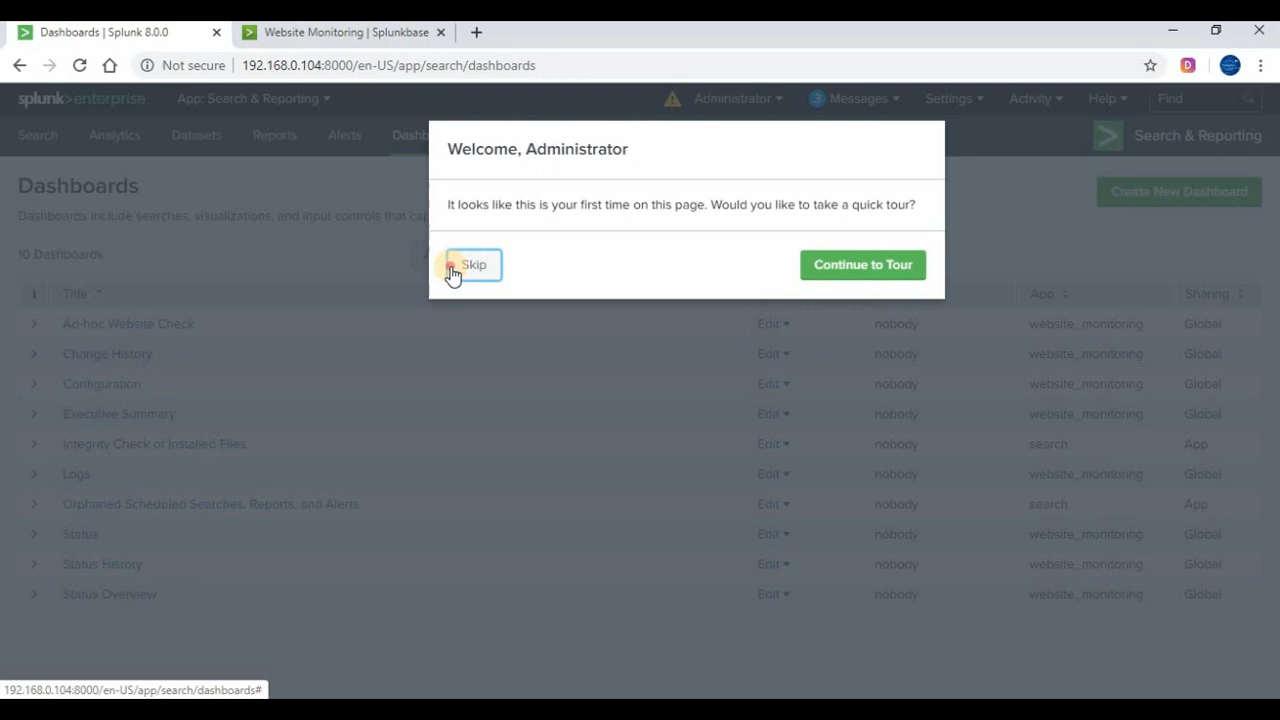 Dashboards | Splunk 8.0.0
Website Monitoring | Splunkbase
Not secure 192.168.0.104:8000/en-US/app/search/dashboards
splunk>enterprise App: Search & Reporting Administrator 3 Messages Settings Activity Help Find
Search Analytics Datasets Reports Alerts Dashb Search & Reporting
Welcome, Administrator
It looks like this is your first time on this page. Would you like to take a quick tour?
Skip Continue to Tour
Dashboards Create New Dashboard
Dashboards include searches, visualizations, and input controls that cap
10 Dashboards
i Title App Sharing
Ad-hoc Website Check Edit nobody website_monitoring Global
Change History Edit nobody website_monitoring Global
Configuration Edit nobody website_monitoring Global
Executive Summary Edit nobody website_monitoring Global
Integrity Check of Installed Files Edit nobody search App
Logs Edit nobody website_monitoring Global
Orphaned Scheduled Searches, Reports, and Alerts Edit nobody search App
Status Edit nobody website_monitoring Global
Status History Edit nobody website_monitoring Global
Status Overview Edit nobody website_monitoring Global
192.168.0.104:8000/en-US/app/search/dashboards#